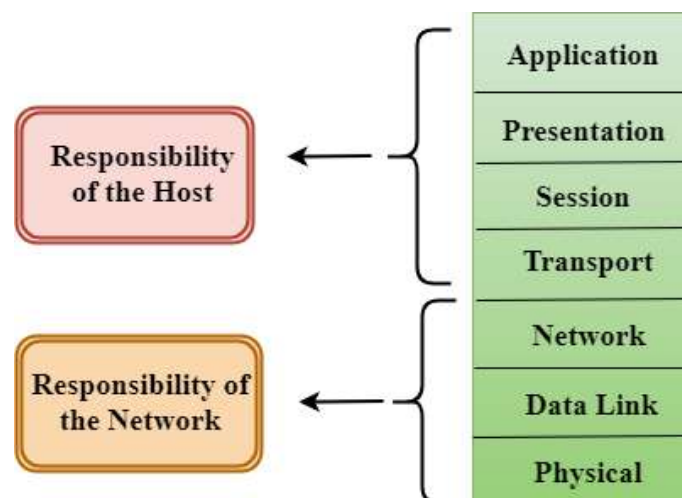 Application
Presentation
Session
Transport
Network
Data Link
Physical
Responsibility
of the Host
Responsibility of
the Network